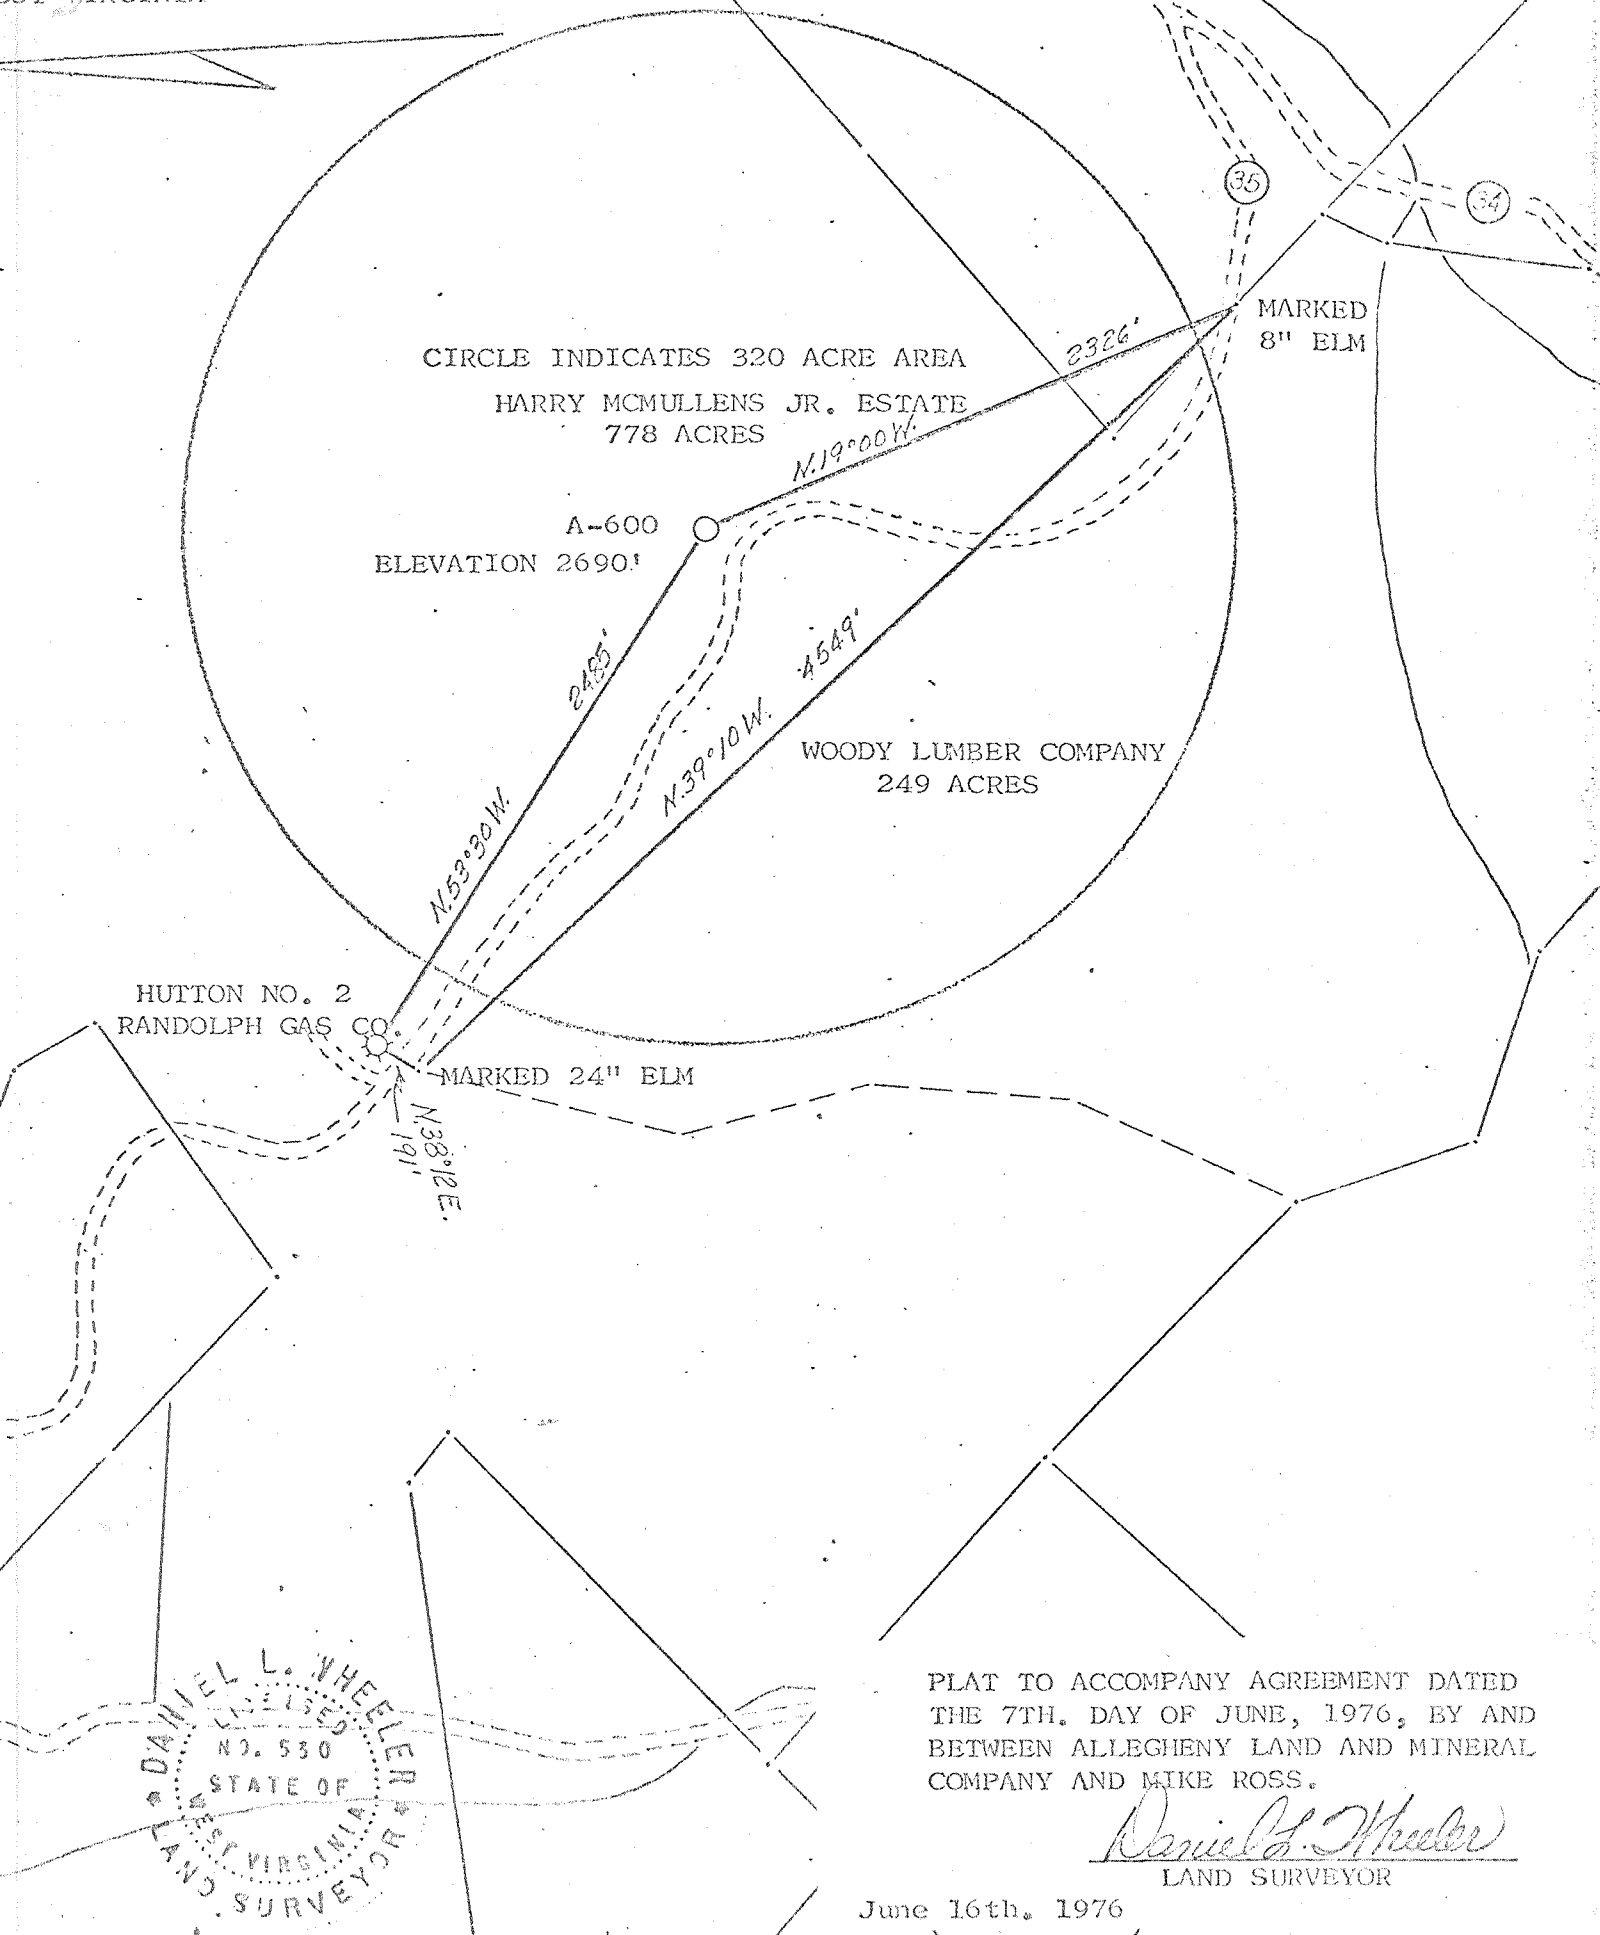 VIRGINIA
35
34
MARKED
8" ELM
2326'
CIRCLE INDICATES 320 ACRE AREA
HARRY MCMULLENS JR. ESTATE
778 ACRES
N.19°00W.
A-600
ELEVATION 2690'
2485'
4549'
N.39°10W.
WOODY LUMBER COMPANY
249 ACRES
N.53°30W.
HUTTON NO. 2
RANDOLPH GAS CO.
MARKED 24" ELM
N.38°12E.
191'
PLAT TO ACCOMPANY AGREEMENT DATED
THE 7TH. DAY OF JUNE, 1976, BY AND
BETWEEN ALLEGHENY LAND AND MINERAL
COMPANY AND MIKE ROSS.
Daniel L. Wheeler
LAND SURVEYOR
June 16th. 1976
DANIEL L. WHEELER
LICENSED
NO. 530
STATE OF
WEST VIRGINIA
LAND SURVEYOR